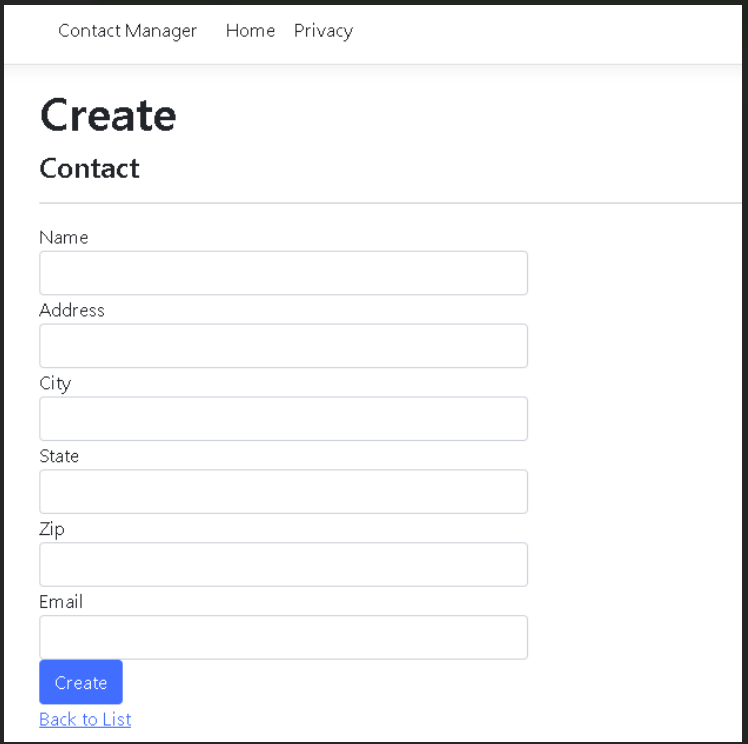 Contact Manager Home Privacy
Create
Contact
Name
Address
City
State
Zip
Email
Create
Back to List